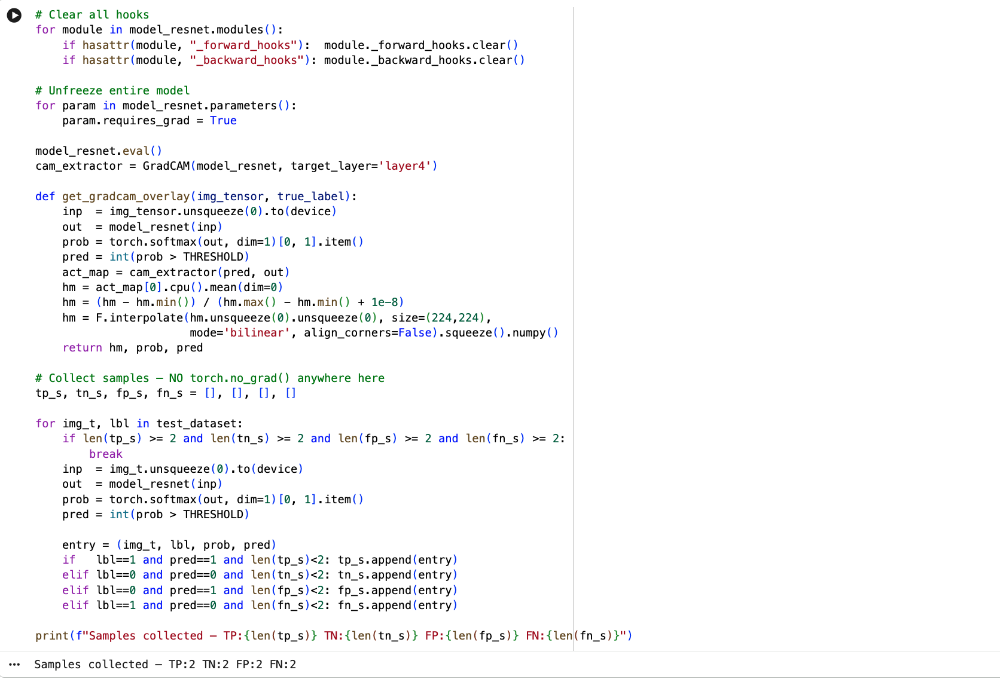 # Clear all hooks
for module in model_resnet.modules():
    if hasattr(module, "_forward_hooks"):  module._forward_hooks.clear()
    if hasattr(module, "_backward_hooks"): module._backward_hooks.clear()

# Unfreeze entire model
for param in model_resnet.parameters():
    param.requires_grad = True

model_resnet.eval()
cam_extractor = GradCAM(model_resnet, target_layer='layer4')

def get_gradcam_overlay(img_tensor, true_label):
    inp  = img_tensor.unsqueeze(0).to(device)
    out  = model_resnet(inp)
    prob = torch.softmax(out, dim=1)[0, 1].item()
    pred = int(prob > THRESHOLD)
    act_map = cam_extractor(pred, out)
    hm = act_map[0].cpu().mean(dim=0)
    hm = (hm − hm.min()) / (hm.max() − hm.min() + 1e−8)
    hm = F.interpolate(hm.unsqueeze(0).unsqueeze(0), size=(224,224),
                       mode='bilinear', align_corners=False).squeeze().numpy()
    return hm, prob, pred

# Collect samples — NO torch.no_grad() anywhere here
tp_s, tn_s, fp_s, fn_s = [], [], [], []

for img_t, lbl in test_dataset:
    if len(tp_s) >= 2 and len(tn_s) >= 2 and len(fp_s) >= 2 and len(fn_s) >= 2:
        break
    inp  = img_t.unsqueeze(0).to(device)
    out  = model_resnet(inp)
    prob = torch.softmax(out, dim=1)[0, 1].item()
    pred = int(prob > THRESHOLD)

    entry = (img_t, lbl, prob, pred)
    if   lbl==1 and pred==1 and len(tp_s)<2: tp_s.append(entry)
    elif lbl==0 and pred==0 and len(tn_s)<2: tn_s.append(entry)
    elif lbl==0 and pred==1 and len(fp_s)<2: fp_s.append(entry)
    elif lbl==1 and pred==0 and len(fn_s)<2: fn_s.append(entry)

print(f"Samples collected — TP:{len(tp_s)} TN:{len(tn_s)} FP:{len(fp_s)} FN:{len(fn_s)}")
Samples collected — TP:2 TN:2 FP:2 FN:2